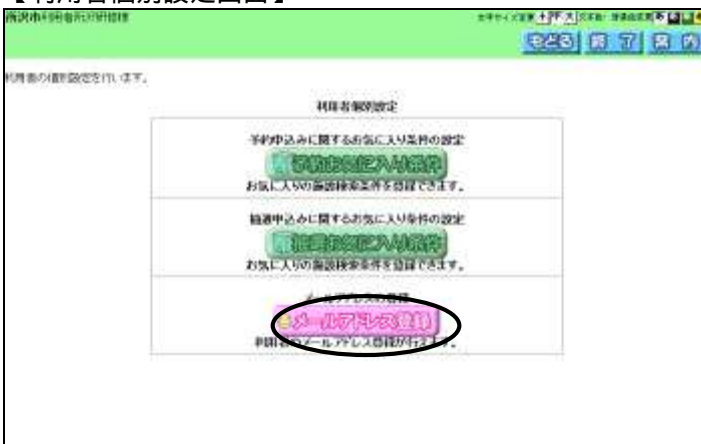 【利用者個別設定画面】
もどる 終了 案内
利用者の個別設定を行います。
利用者個別設定
予約申込みに関するお気に入り条件の設定
予約お気に入り条件
お気に入りの施設検索条件を登録できます。
抽選申込みに関するお気に入り条件の設定
抽選お気に入り条件
お気に入りの施設検索条件を登録できます。
メールアドレスの登録
メールアドレス登録
利用者のメールアドレス登録が行えます。